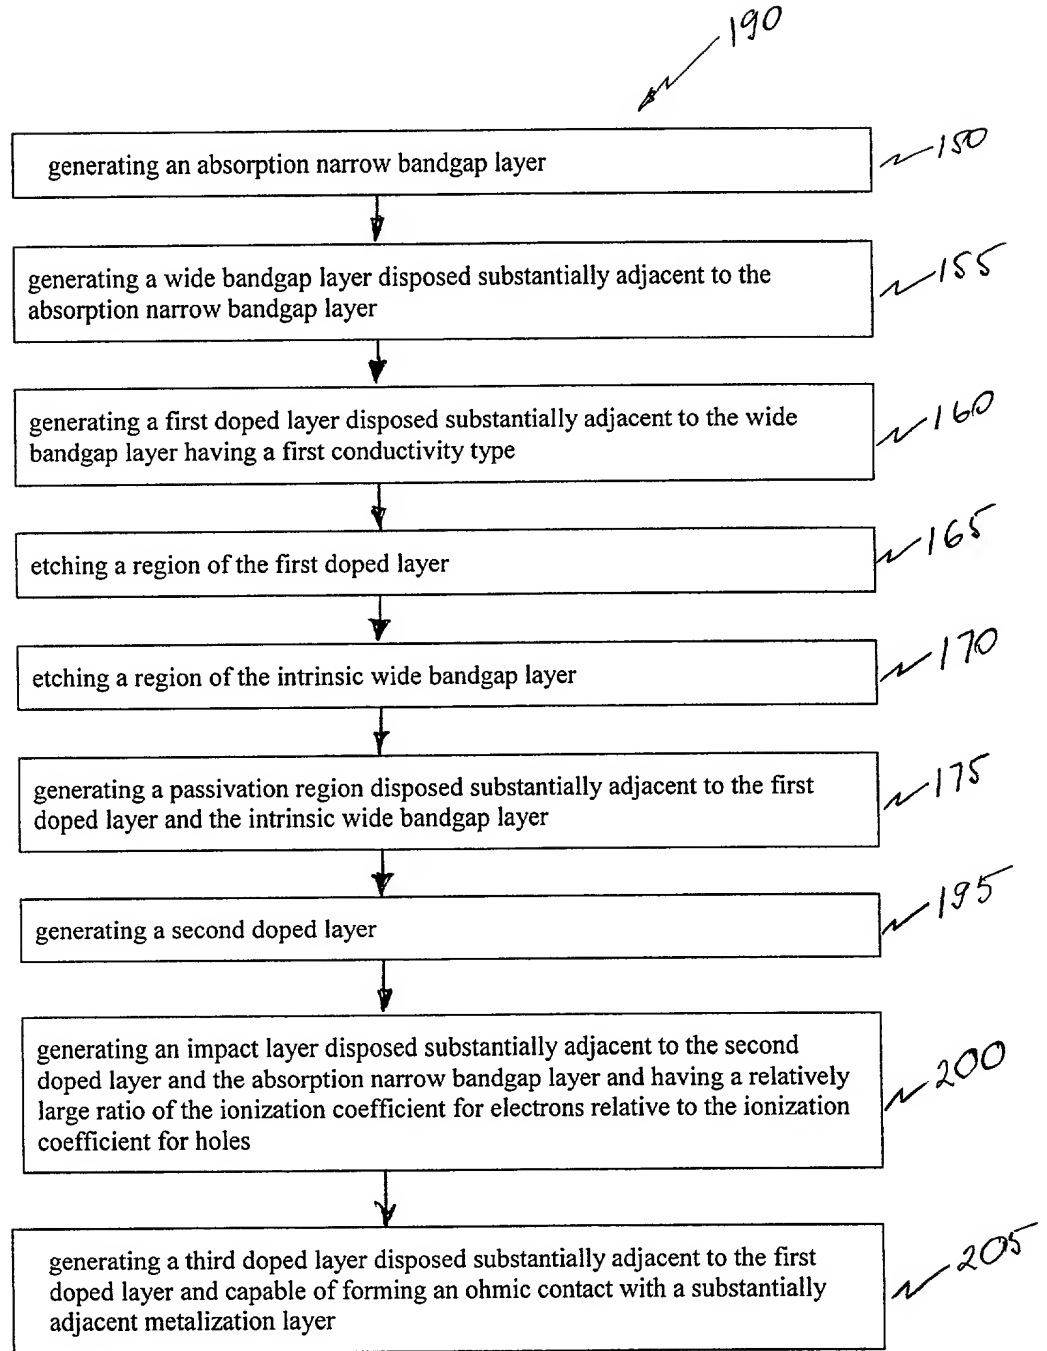 190
generating an absorption narrow bandgap layer
150
generating a wide bandgap layer disposed substantially adjacent to the
absorption narrow bandgap layer
155
generating a first doped layer disposed substantially adjacent to the wide
bandgap layer having a first conductivity type
160
etching a region of the first doped layer
165
etching a region of the intrinsic wide bandgap layer
170
generating a passivation region disposed substantially adjacent to the first
doped layer and the intrinsic wide bandgap layer
175
generating a second doped layer
195
generating an impact layer disposed substantially adjacent to the second
doped layer and the absorption narrow bandgap layer and having a relatively
large ratio of the ionization coefficient for electrons relative to the ionization
coefficient for holes
200
generating a third doped layer disposed substantially adjacent to the first
doped layer and capable of forming an ohmic contact with a substantially
adjacent metalization layer
205